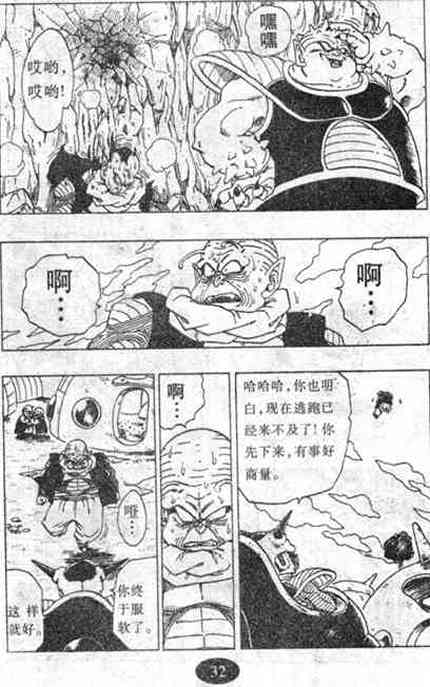 嘿
嘿
哎哟，
哎哟！
啊
…
啊
…
哈哈哈，你也明
白，现在逃跑已
经来不及了！你
先下来，有事好
商量。
啊
…
你终
于服
软了。
这样
就好。
32